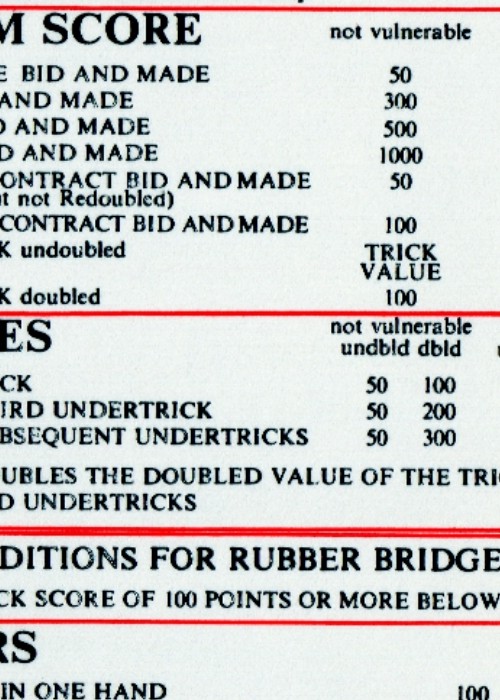 M SCORE not vulnerable
E BID AND MADE 50
AND MADE 300
D AND MADE 500
D AND MADE 1000
ONTRACT BID AND MADE 50
t not Redoubled)
CONTRACT BID AND MADE 100
K undoubled TRICK
VALUE
K doubled 100
ES not vulnerable
undbld dbld
CK 50 100
IRD UNDERTRICK 50 200
BSEQUENT UNDERTRICKS 50 300
UBLES THE DOUBLED VALUE OF THE TRI
D UNDERTRICKS
DITIONS FOR RUBBER BRIDGE
CK SCORE OF 100 POINTS OR MORE BELOW
RS
IN ONE HAND 100